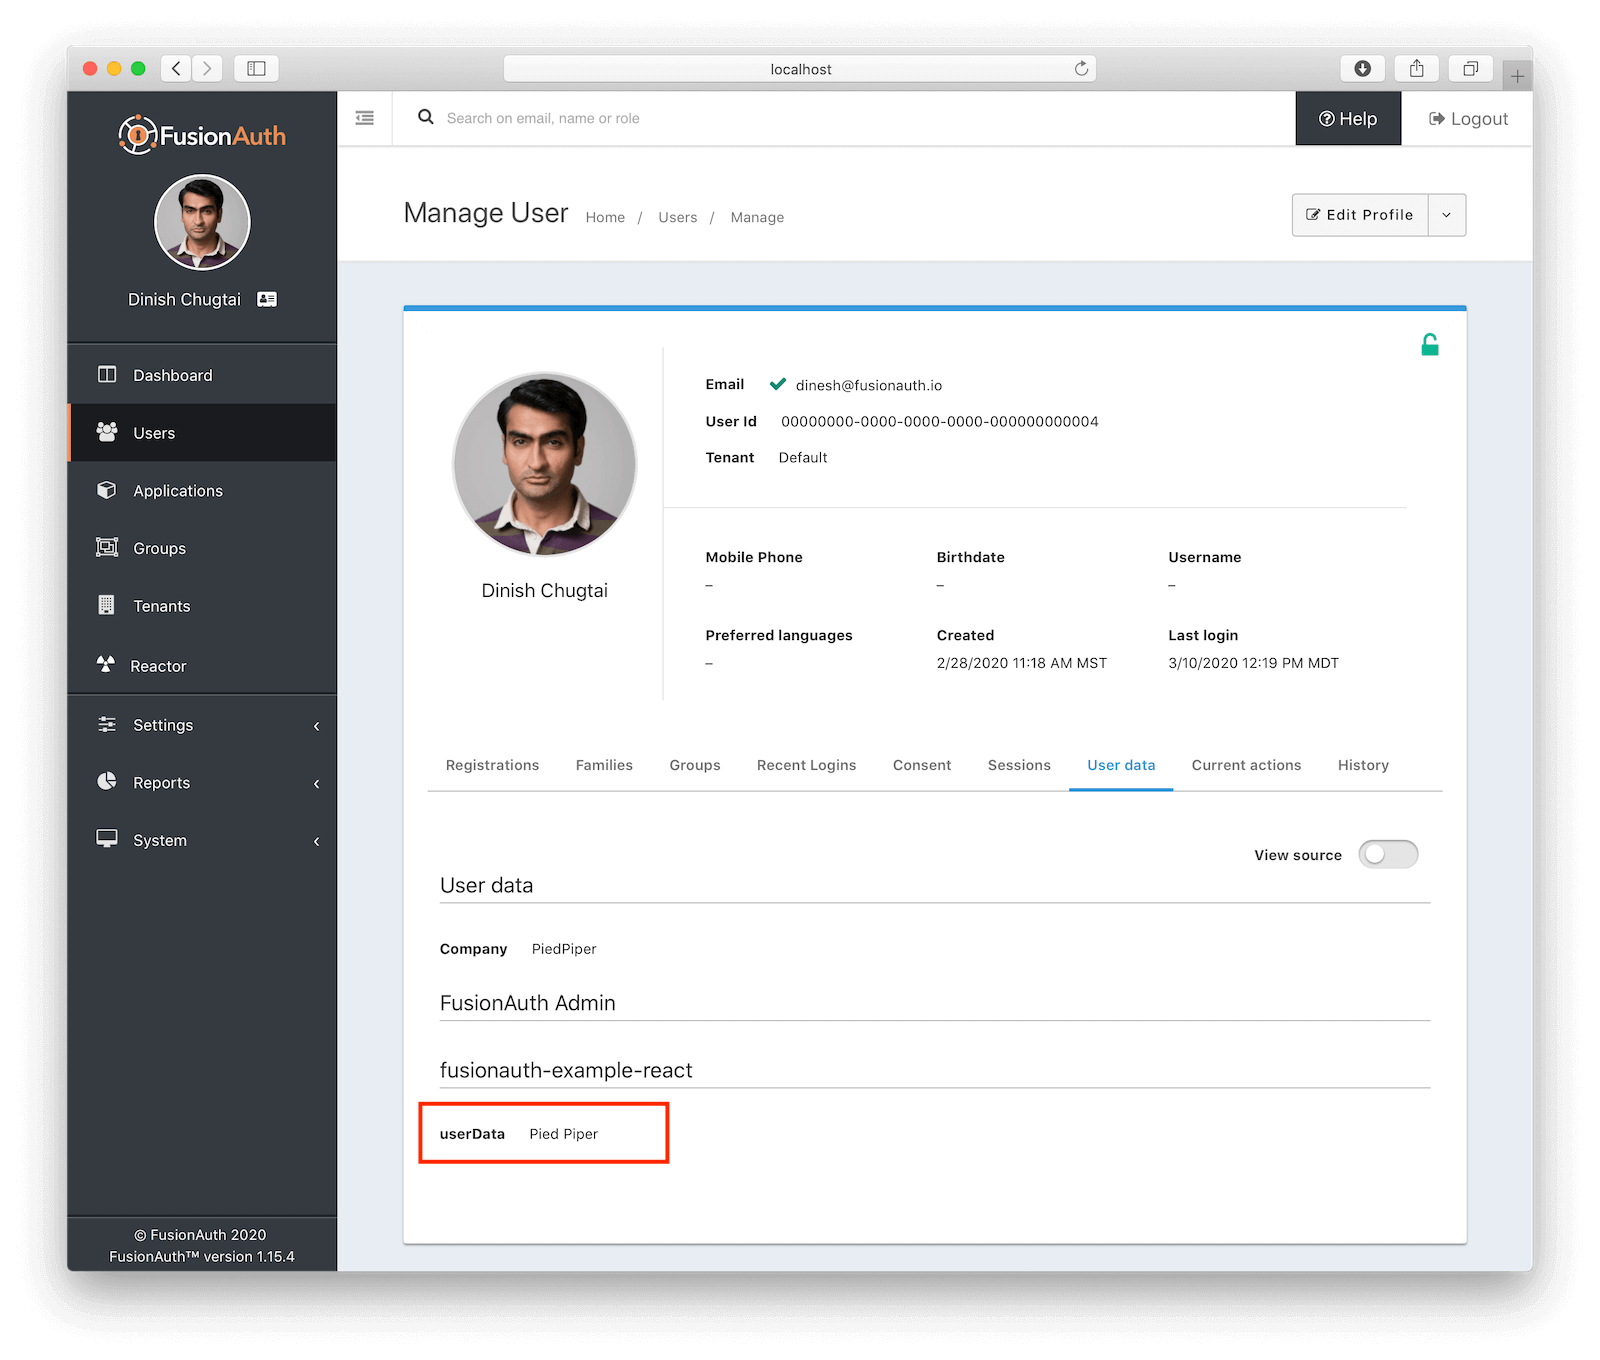 localhost
FusionAuth
Search on email, name or role
Help
Logout
Dinish Chugtai
Manage User
Home / Users / Manage
Edit Profile
Dashboard
Users
Applications
Groups
Tenants
Reactor
Settings
Reports
System
© FusionAuth 2020
FusionAuth™ version 1.15.4
Dinish Chugtai
Email dinesh@fusionauth.io
User Id 00000000-0000-0000-0000-000000000004
Tenant Default
Mobile Phone Birthdate Username
– – –
Preferred languages Created Last login
– 2/28/2020 11:18 AM MST 3/10/2020 12:19 PM MDT
Registrations Families Groups Recent Logins Consent Sessions User data Current actions History
View source
User data
Company PiedPiper
FusionAuth Admin
fusionauth-example-react
userData Pied Piper